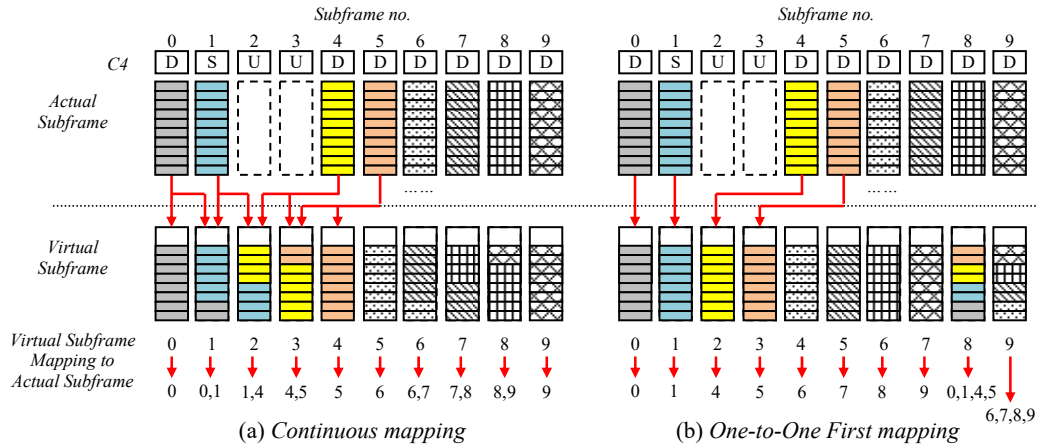 Subframe no.
0 1 2 3 4 5 6 7 8 9
C4 D S U U D D D D D D
Actual
Subframe
... ...
Virtual
Subframe
Virtual Subframe
Mapping to
Actual Subframe
0 1 2 3 4 5 6 7 8 9
0 0,1 1,4 4,5 5 6 6,7 7,8 8,9 9
(a) Continuous mapping
Subframe no.
0 1 2 3 4 5 6 7 8 9
D S U U D D D D D D
... ...
0 1 2 3 4 5 6 7 8 9
0 1 4 5 6 7 8 9 0,1,4,5
6,7,8,9
(b) One-to-One First mapping